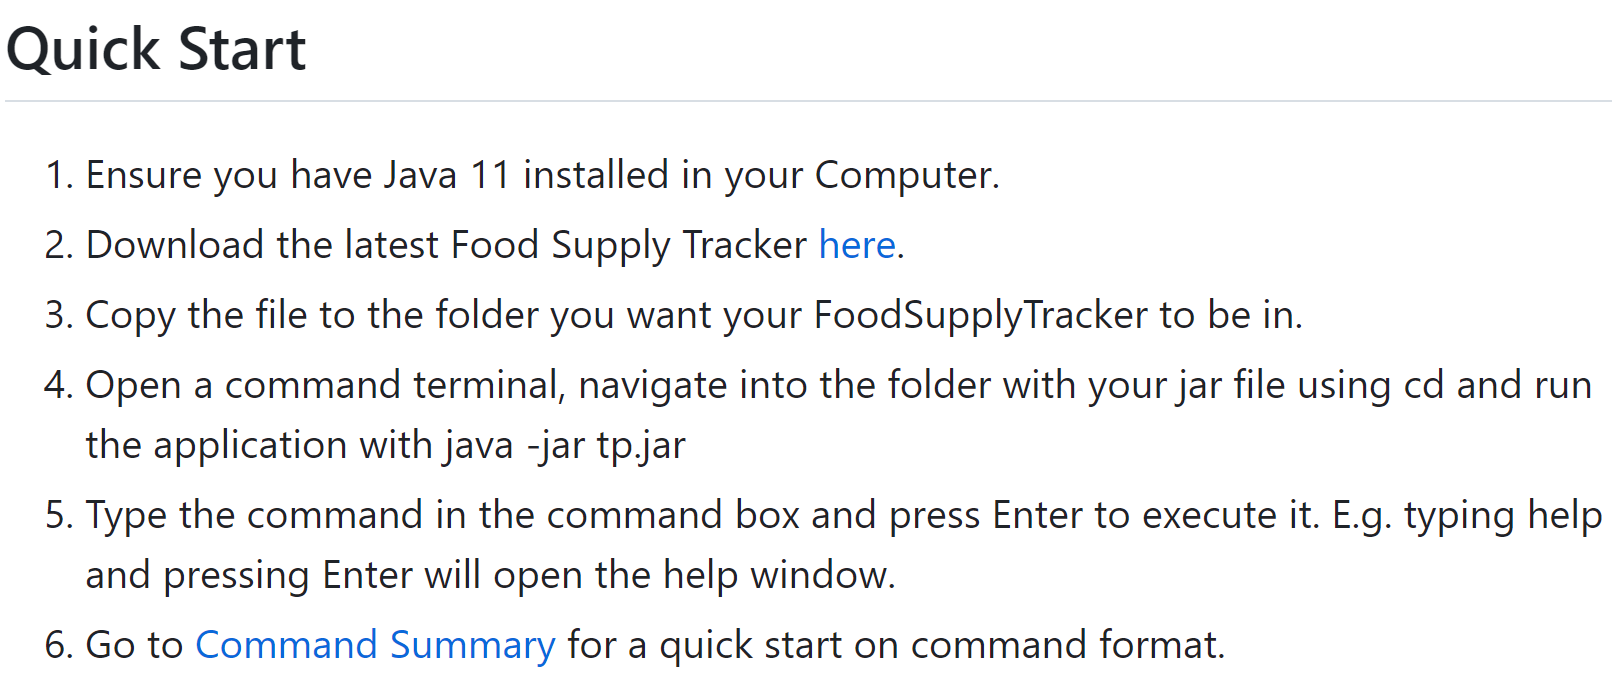 Quick Start
1. Ensure you have Java 11 installed in your Computer.
2. Download the latest Food Supply Tracker here.
3. Copy the file to the folder you want your FoodSupplyTracker to be in.
4. Open a command terminal, navigate into the folder with your jar file using cd and run
the application with java -jar tp.jar
5. Type the command in the command box and press Enter to execute it. E.g. typing help
and pressing Enter will open the help window.
6. Go to Command Summary for a quick start on command format.